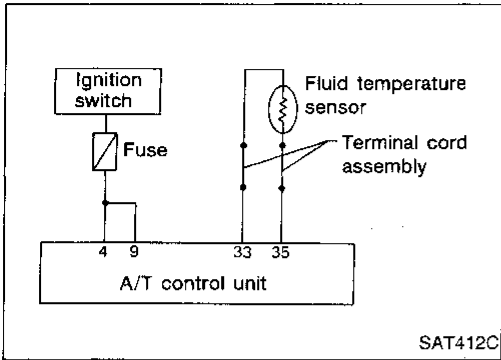 Ignition
switch
Fluid temperature
sensor
Fuse
Terminal cord
assembly
4 9 33 35
A/T control unit
SAT412C